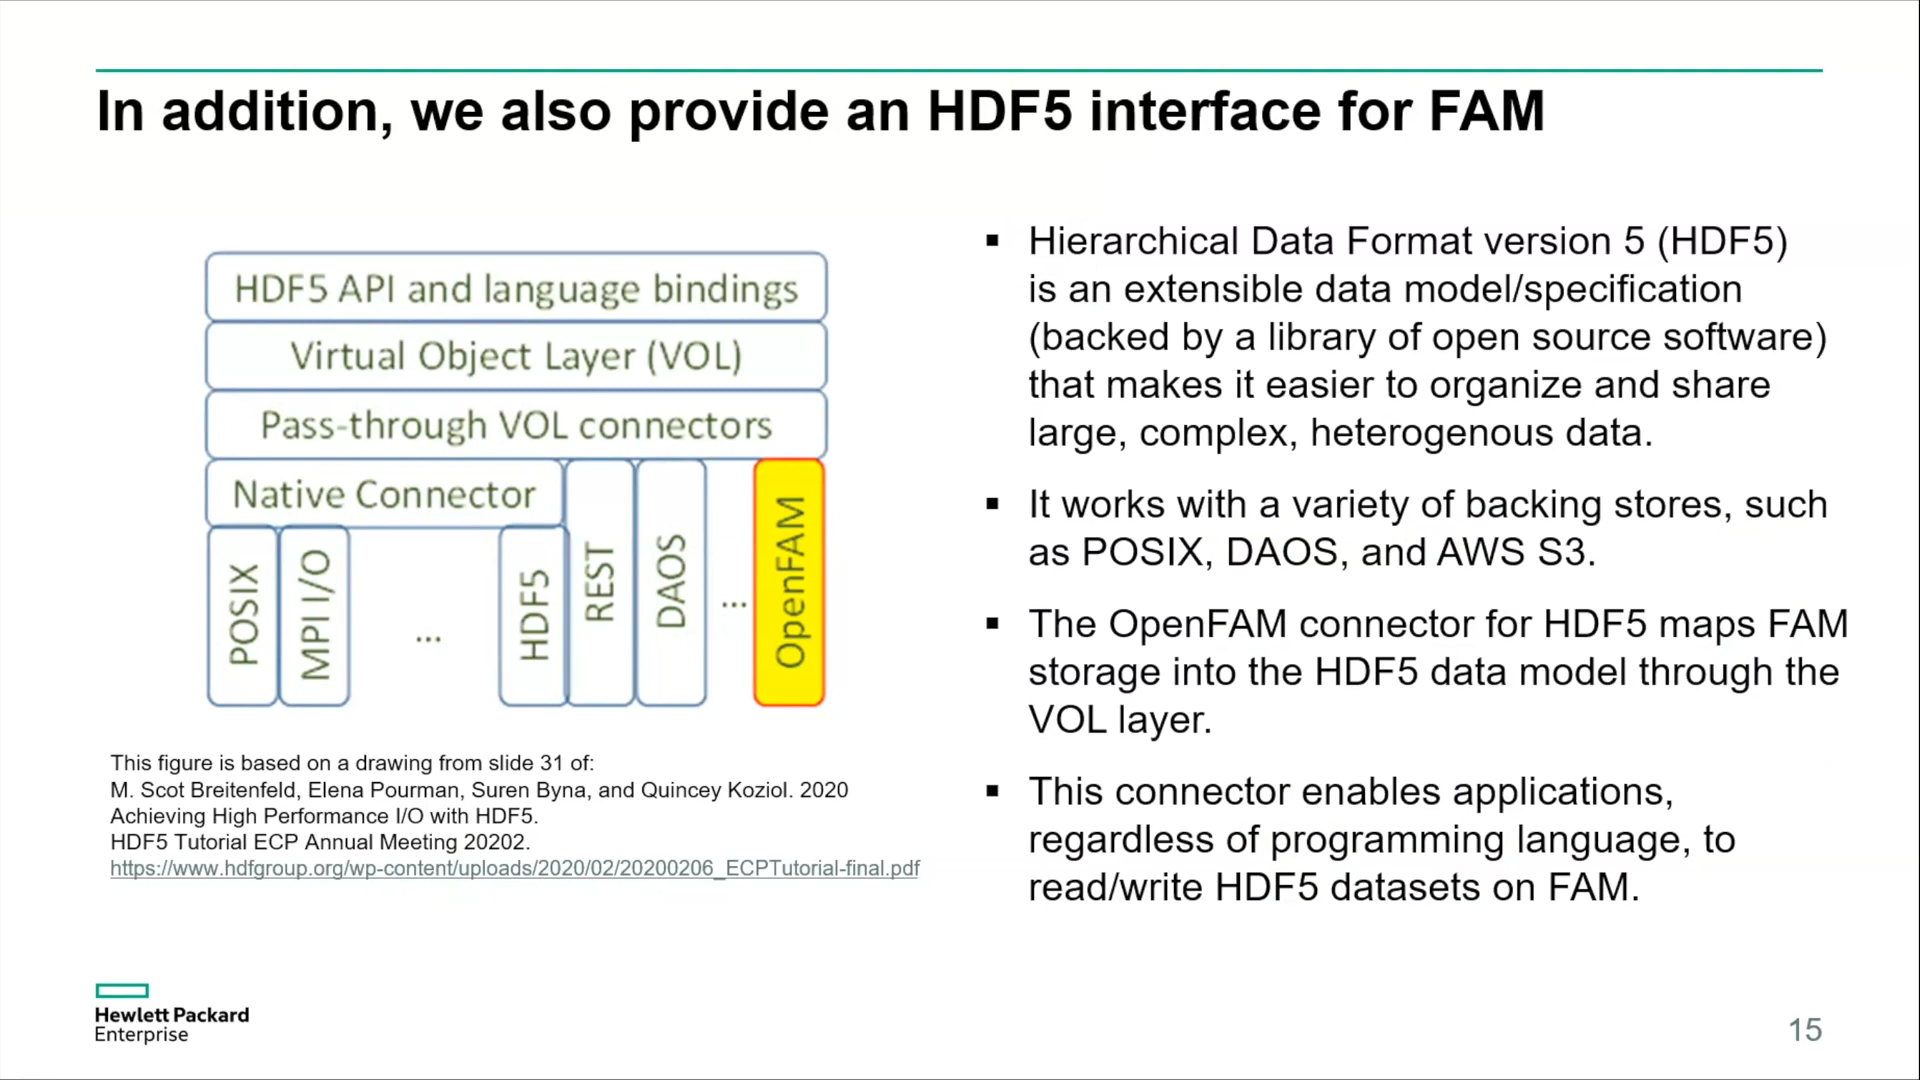 In addition, we also provide an HDF5 interface for FAM
HDF5 API and language bindings
Virtual Object Layer (VOL)
Pass-through VOL connectors
Native Connector
POSIX
MPI I/O
...
HDF5
REST
DAOS
...
OpenFAM
This figure is based on a drawing from slide 31 of:
M. Scot Breitenfeld, Elena Pourman, Suren Byna, and Quincey Koziol. 2020
Achieving High Performance I/O with HDF5.
HDF5 Tutorial ECP Annual Meeting 20202.
https://www.hdfgroup.org/wp-content/uploads/2020/02/20200206_ECPTutorial-final.pdf
▪ Hierarchical Data Format version 5 (HDF5)
is an extensible data model/specification
(backed by a library of open source software)
that makes it easier to organize and share
large, complex, heterogenous data.
▪ It works with a variety of backing stores, such
as POSIX, DAOS, and AWS S3.
▪ The OpenFAM connector for HDF5 maps FAM
storage into the HDF5 data model through the
VOL layer.
▪ This connector enables applications,
regardless of programming language, to
read/write HDF5 datasets on FAM.
Hewlett Packard
Enterprise
15